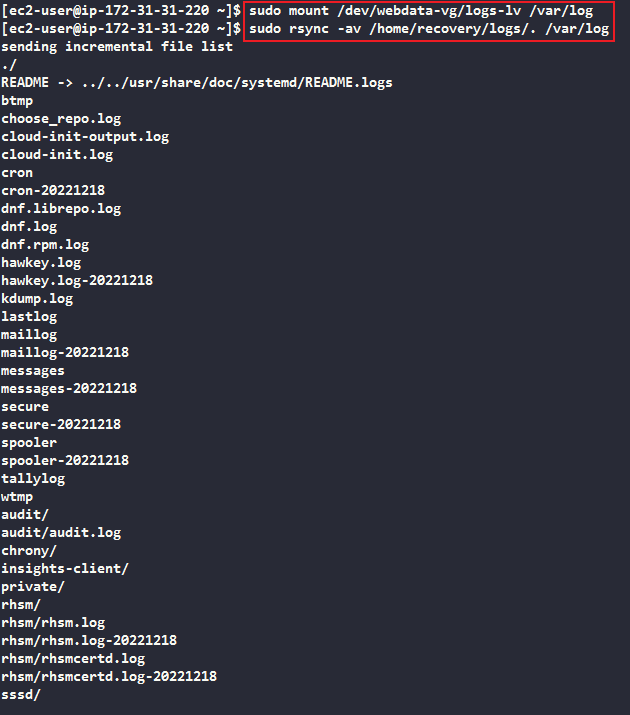 [ec2-user@ip-172-31-31-220 ~]$ sudo mount /dev/webdata-vg/logs-lv /var/log
[ec2-user@ip-172-31-31-220 ~]$ sudo rsync -av /home/recovery/logs/. /var/log
sending incremental file list
./
README -> ../../usr/share/doc/systemd/README.logs
btmp
choose_repo.log
cloud-init-output.log
cloud-init.log
cron
cron-20221218
dnf.librepo.log
dnf.log
dnf.rpm.log
hawkey.log
hawkey.log-20221218
kdump.log
lastlog
maillog
maillog-20221218
messages
messages-20221218
secure
secure-20221218
spooler
spooler-20221218
tallylog
wtmp
audit/
audit/audit.log
chrony/
insights-client/
private/
rhsm/
rhsm/rhsm.log
rhsm/rhsm.log-20221218
rhsm/rhsmcertd.log
rhsm/rhsmcertd.log-20221218
sssd/